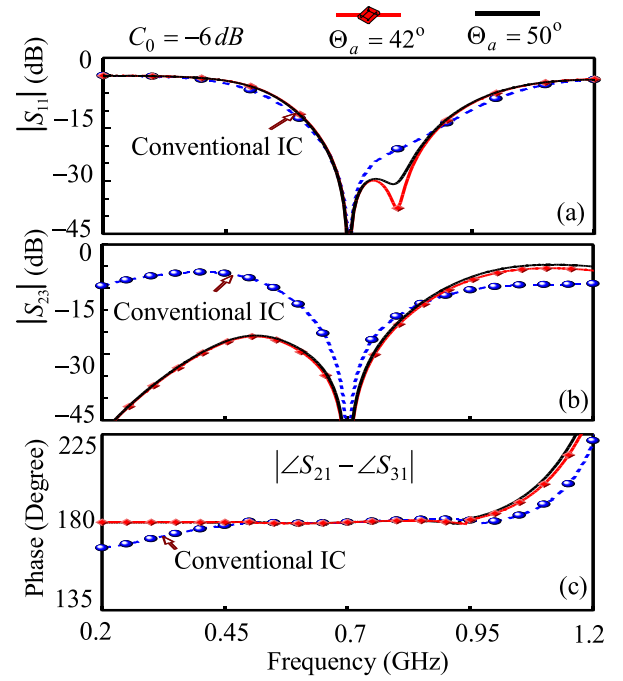 C₀ = −6 dB
Θₐ = 42°
Θₐ = 50°
|S₁₁| (dB)
-5
-15
-30
-45
Conventional IC
(a)
|S₂₃| (dB)
0
-15
-30
-45
Conventional IC
(b)
Phase (Degree)
225
180
135
|∠S₂₁ − ∠S₃₁|
Conventional IC
(c)
0.2 0.45 0.7 0.95 1.2
Frequency (GHz)